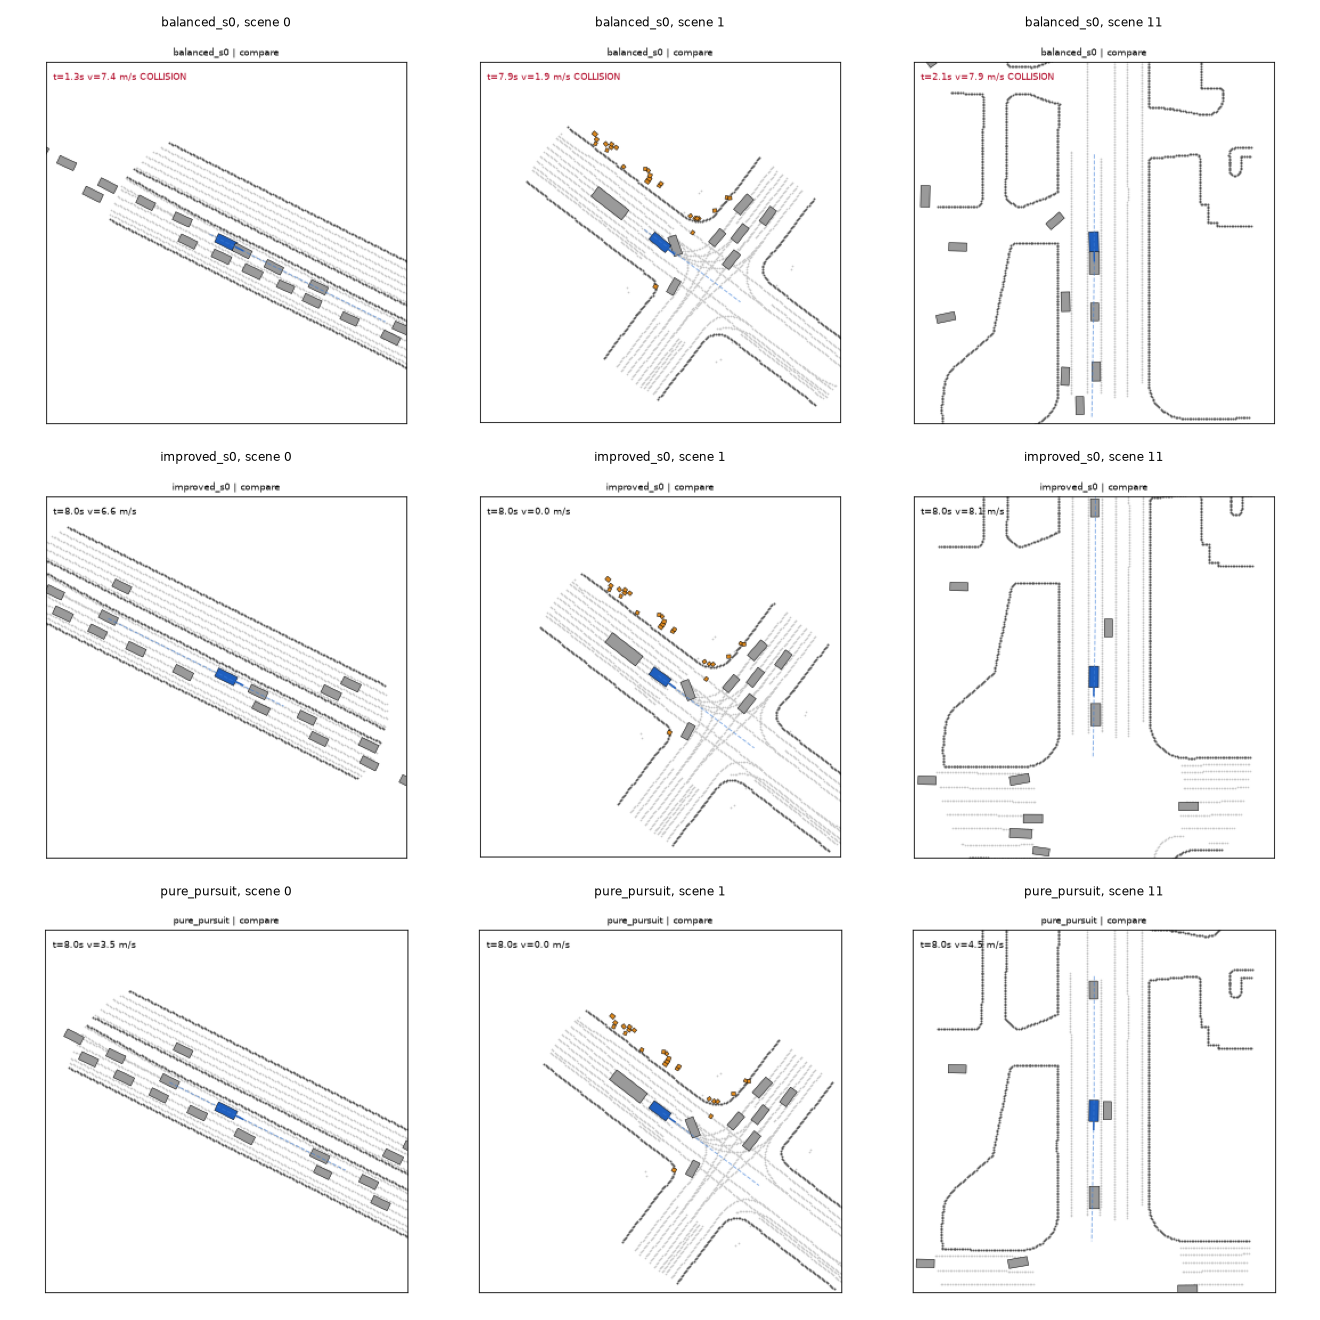 balanced_s0, scene 0
balanced_s0, scene 1
balanced_s0, scene 11
balanced_s0 | compare
balanced_s0 | compare
balanced_s0 | compare
t=1.3s v=7.4 m/s COLLISION
t=7.9s v=1.9 m/s COLLISION
t=2.1s v=7.9 m/s COLLISION
improved_s0, scene 0
improved_s0, scene 1
improved_s0, scene 11
improved_s0 | compare
improved_s0 | compare
improved_s0 | compare
t=8.0s v=6.6 m/s
t=8.0s v=0.0 m/s
t=8.0s v=8.1 m/s
pure_pursuit, scene 0
pure_pursuit, scene 1
pure_pursuit, scene 11
pure_pursuit | compare
pure_pursuit | compare
pure_pursuit | compare
t=8.0s v=3.5 m/s
t=8.0s v=0.0 m/s
t=8.0s v=4.5 m/s